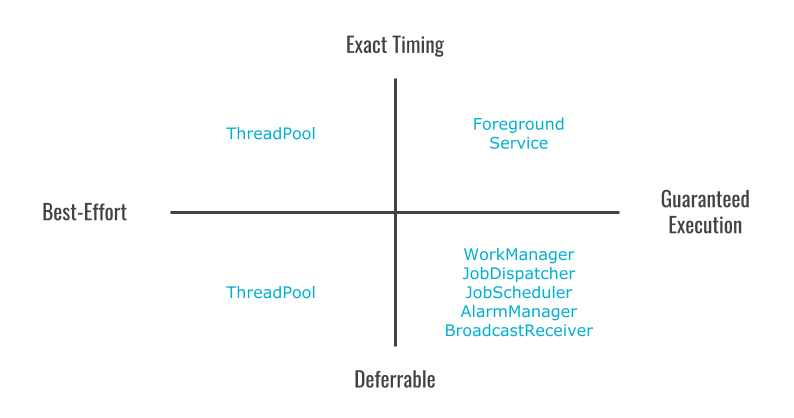 Exact Timing
ThreadPool
Foreground
Service
Best-Effort
Guaranteed
Execution
ThreadPool
WorkManager
JobDispatcher
JobScheduler
AlarmManager
BroadcastReceiver
Deferrable